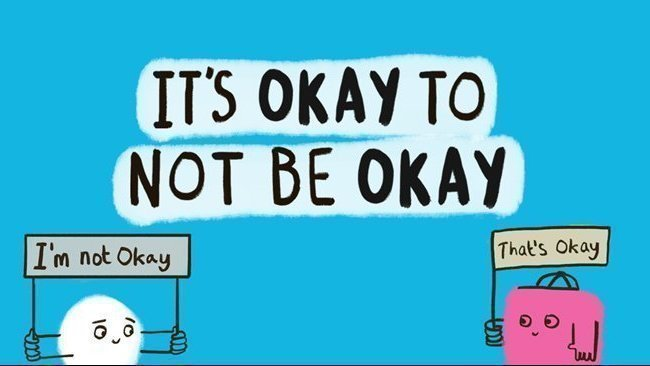 IT'S OKAY TO
NOT BE OKAY
I'm not Okay
That's Okay